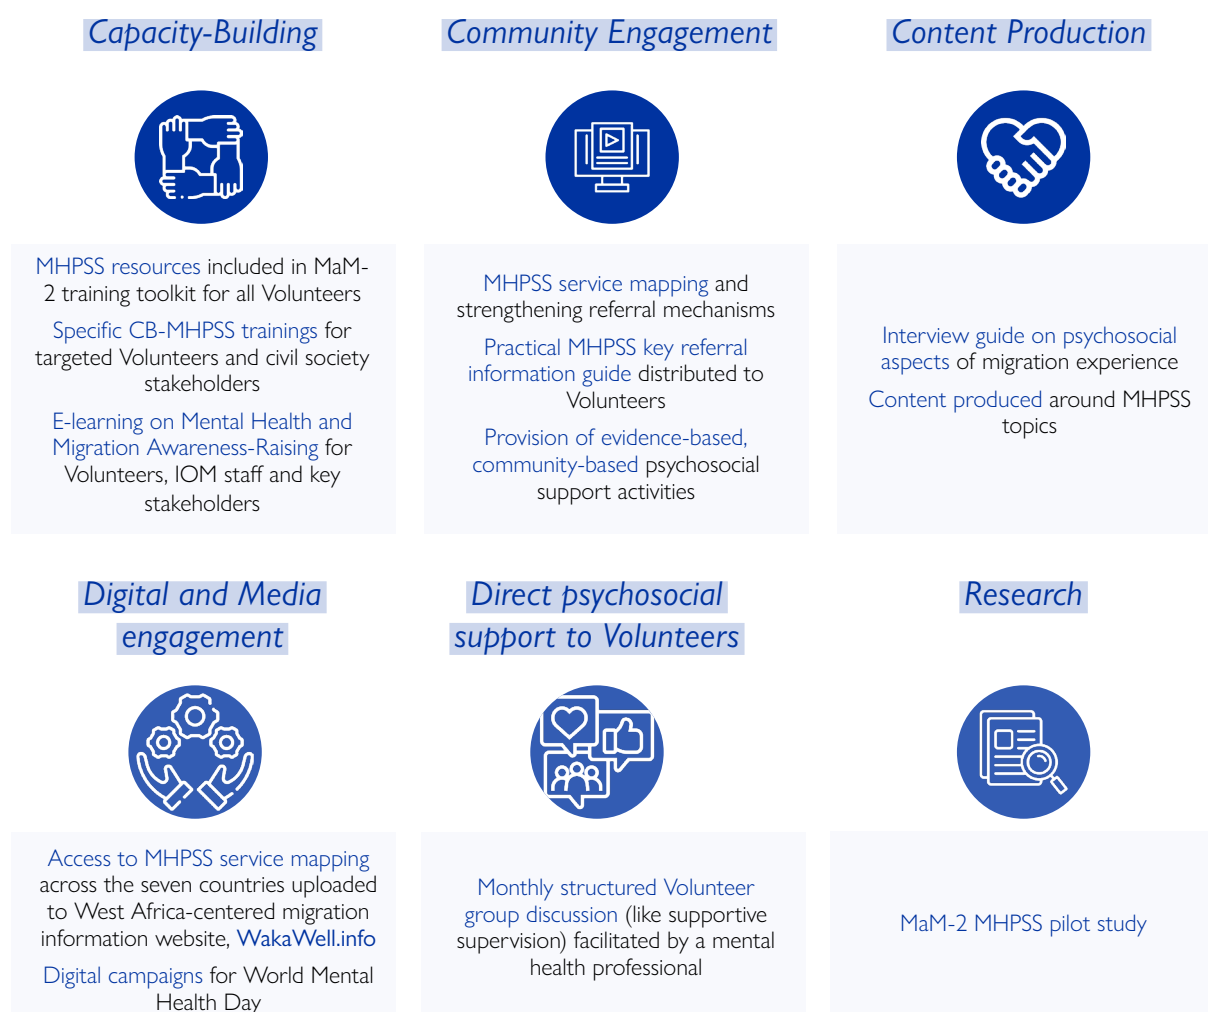 Capacity-Building
MHPSS resources included in MaM-
2 training toolkit for all Volunteers
Specific CB-MHPSS trainings for
targeted Volunteers and civil society
stakeholders
E-learning on Mental Health and
Migration Awareness-Raising for
Volunteers, IOM staff and key
stakeholders
Community Engagement
MHPSS service mapping and
strengthening referral mechanisms
Practical MHPSS key referral
information guide distributed to
Volunteers
Provision of evidence-based,
community-based psychosocial
support activities
Content Production
Interview guide on psychosocial
aspects of migration experience
Content produced around MHPSS
topics
Digital and Media
engagement
Access to MHPSS service mapping
across the seven countries uploaded
to West Africa-centered migration
information website, WakaWell.info
Digital campaigns for World Mental
Health Day
Direct psychosocial
support to Volunteers
Monthly structured Volunteer
group discussion (like supportive
supervision) facilitated by a mental
health professional
Research
MaM-2 MHPSS pilot study